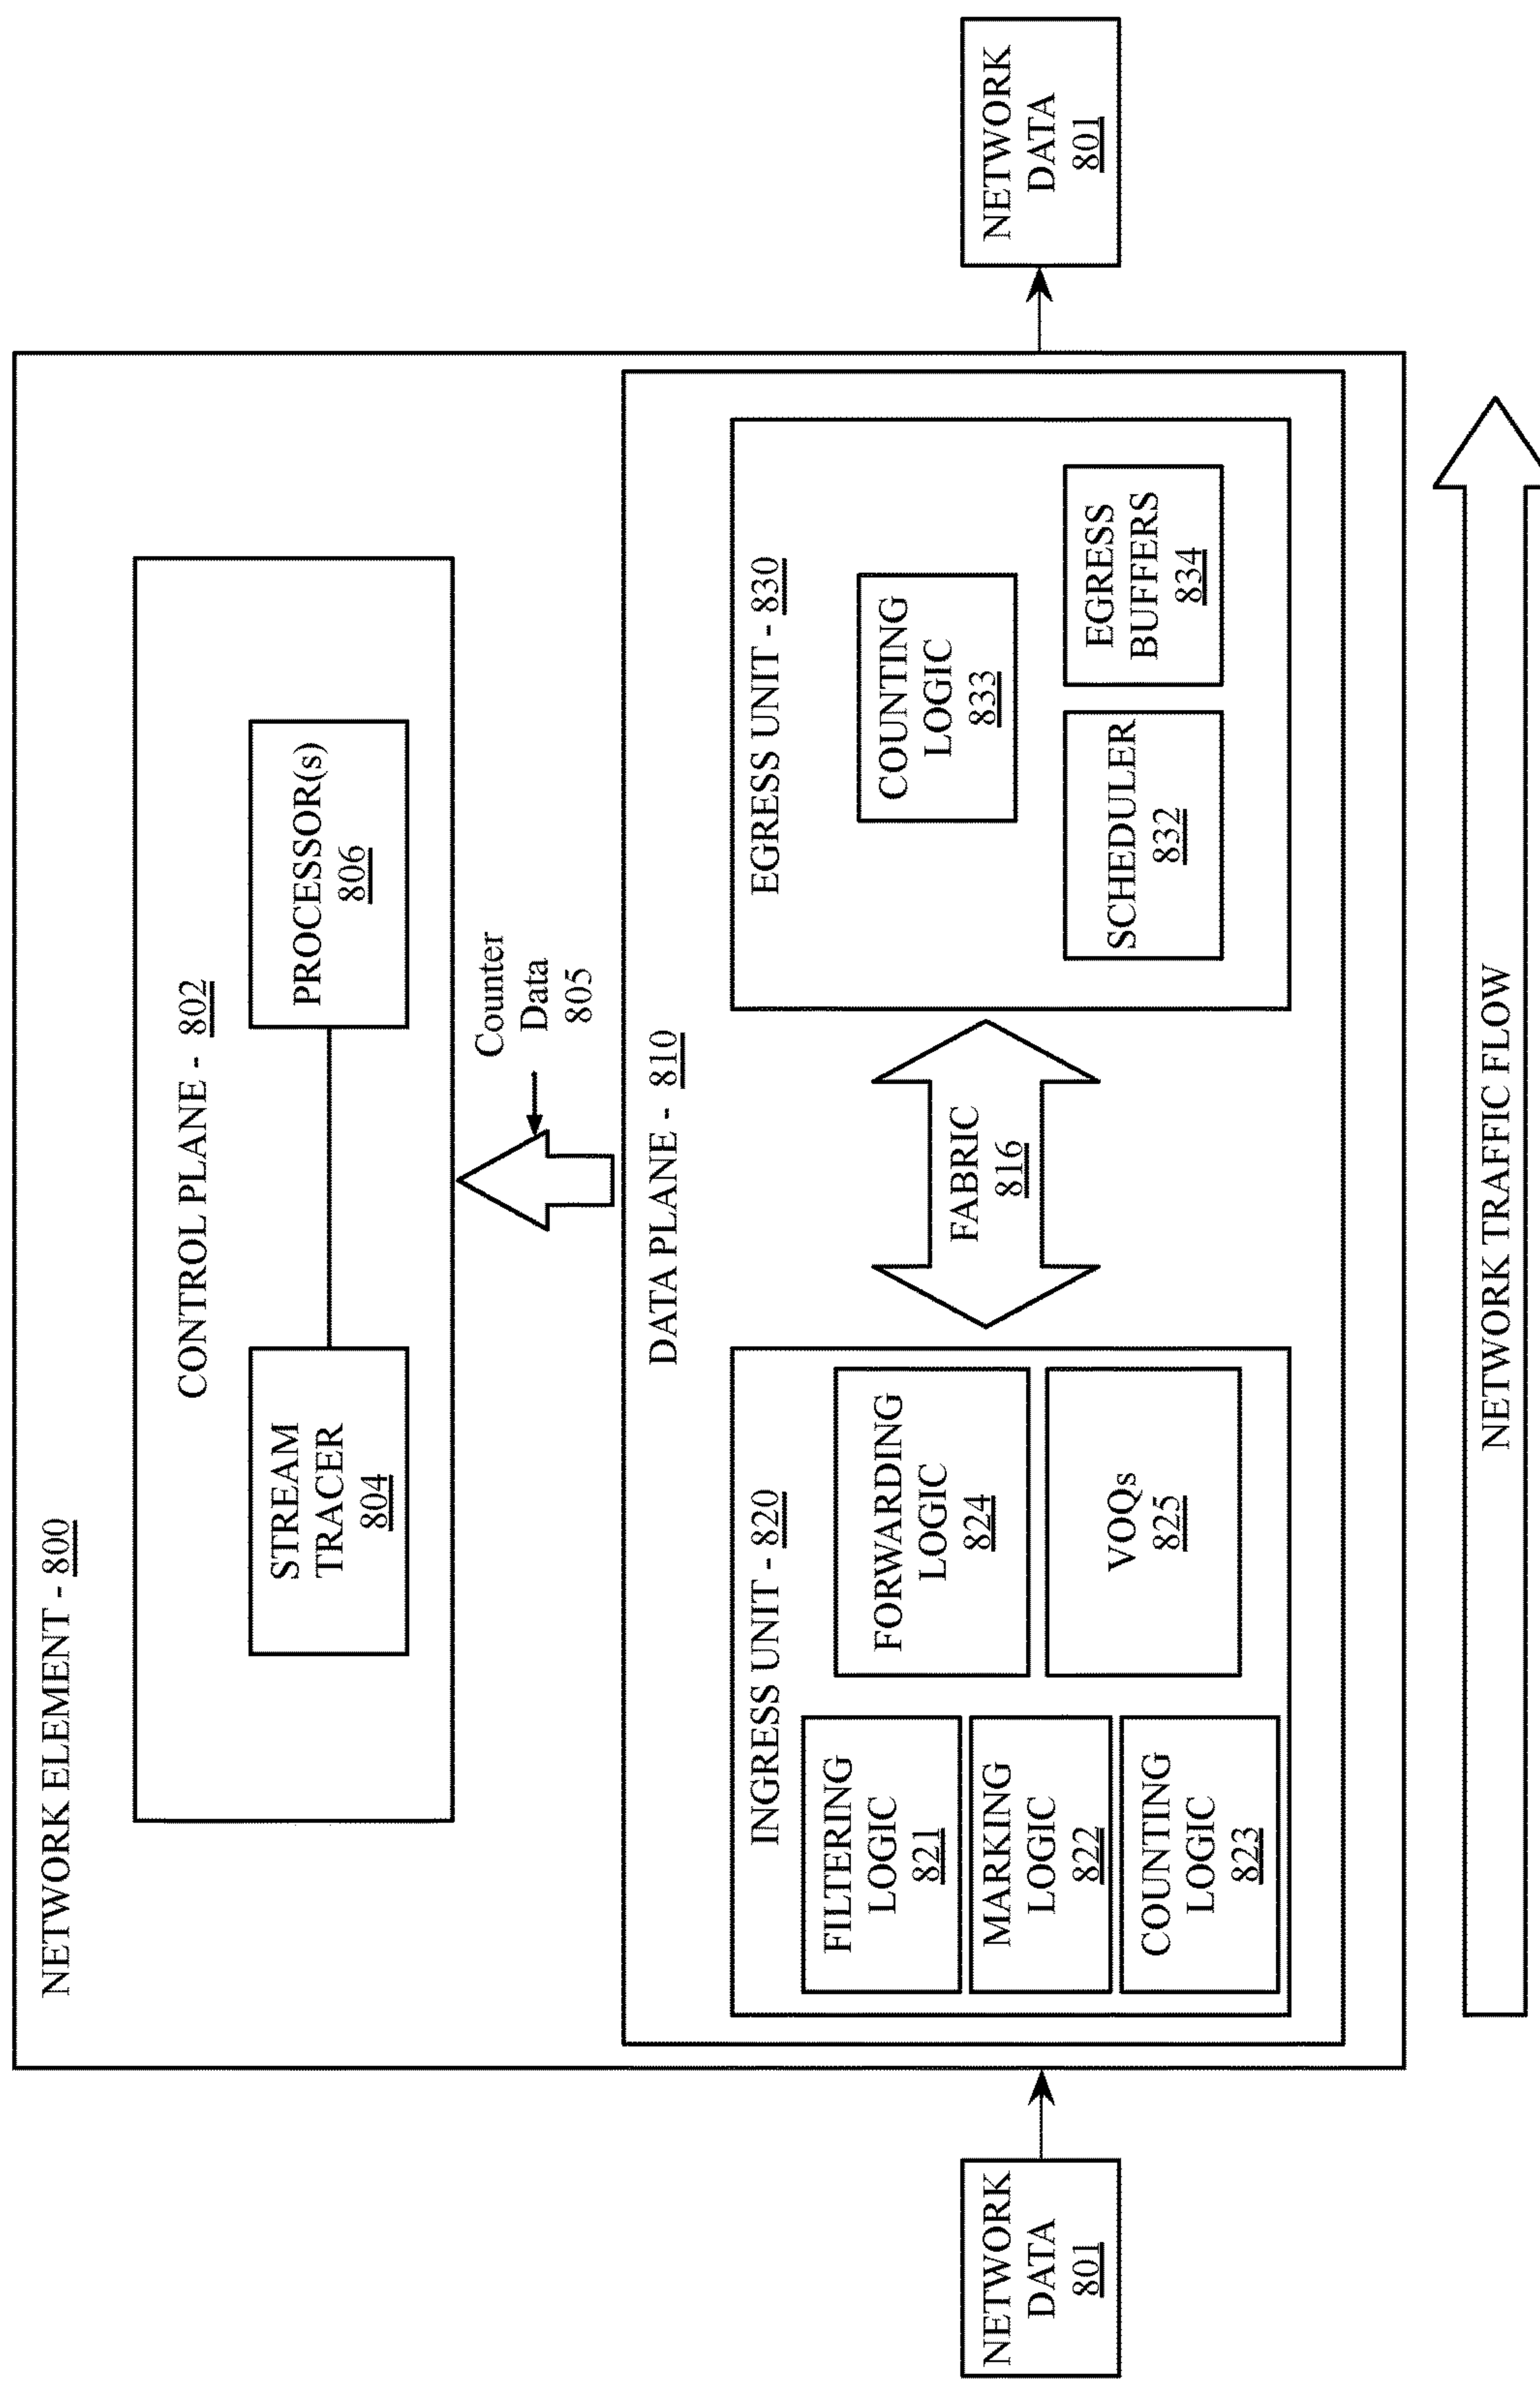 NETWORK ELEMENT - 800
CONTROL PLANE - 802
STREAM
TRACER
804
PROCESSOR(s)
806
Counter
Data
805
DATA PLANE - 810
INGRESS UNIT - 820
FILTERING
LOGIC
821
MARKING
LOGIC
822
COUNTING
LOGIC
823
FORWARDING
LOGIC
824
VOQs
825
FABRIC
816
EGRESS UNIT - 830
COUNTING
LOGIC
833
SCHEDULER
832
EGRESS
BUFFERS
834
NETWORK
DATA
801
NETWORK
DATA
801
NETWORK TRAFFIC FLOW